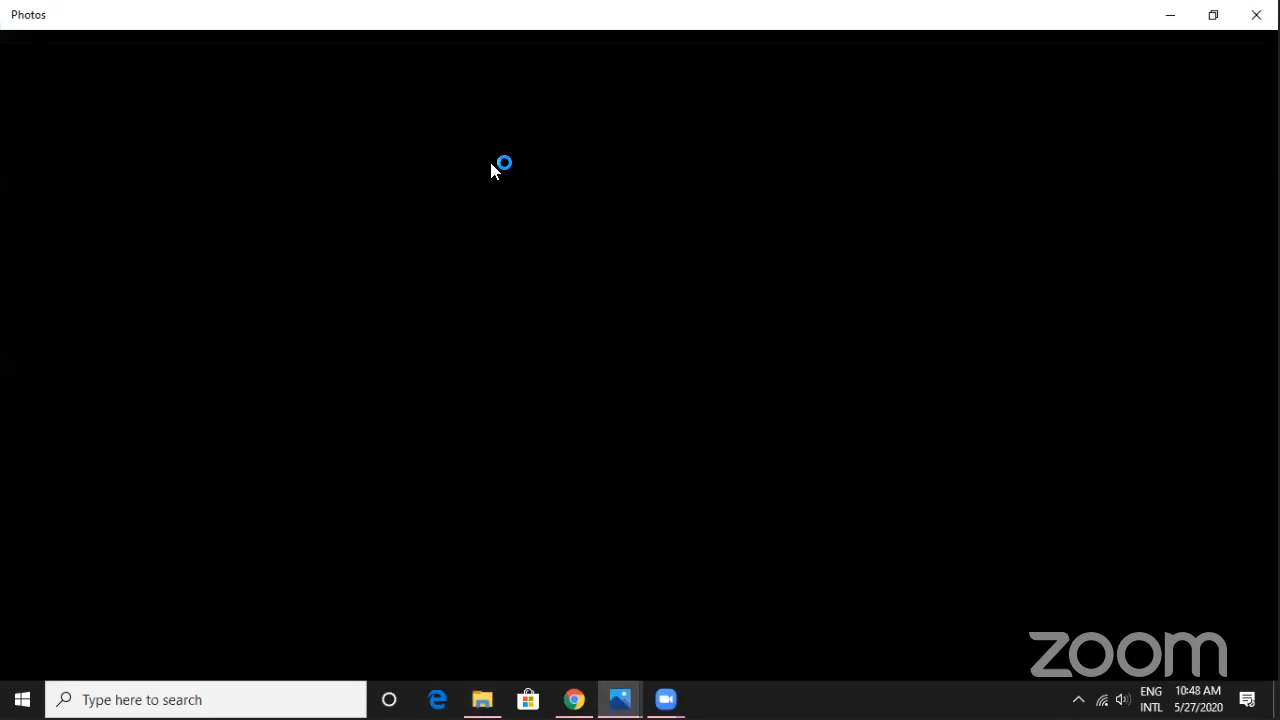 Photos
zoom
Type here to search
ENG
INTL
10:48 AM
5/27/2020